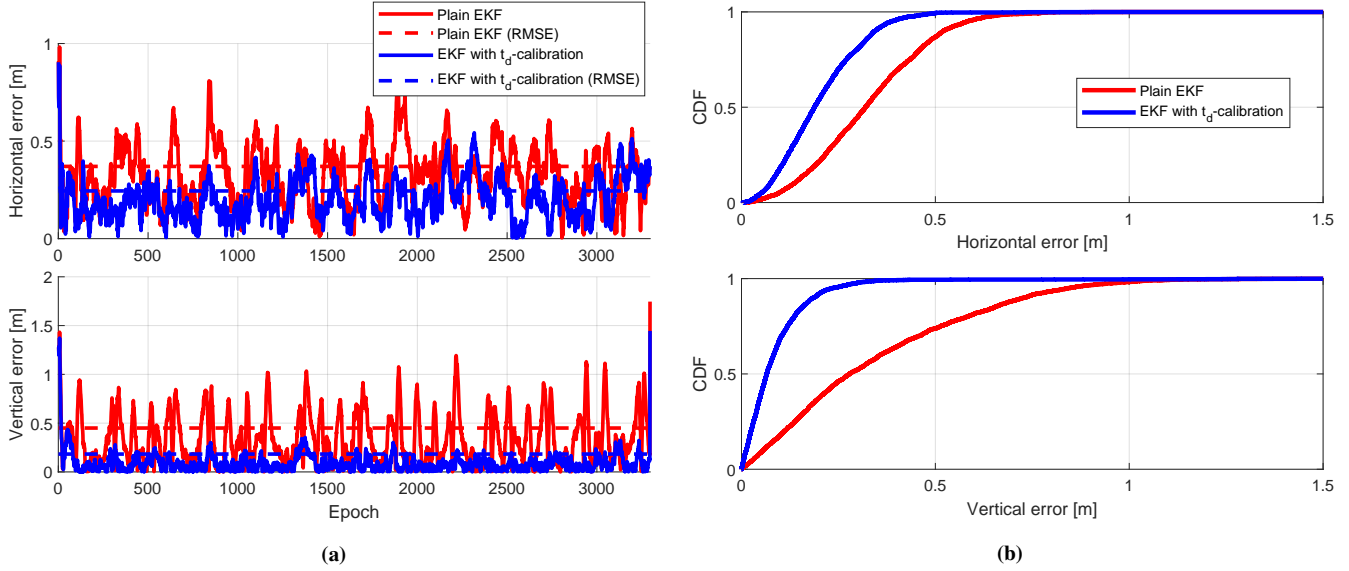 Plain EKF
Plain EKF (RMSE)
EKF with t_d-calibration
EKF with t_d-calibration (RMSE)
Horizontal error [m]
1
0.5
0
0 500 1000 1500 2000 2500 3000
Vertical error [m]
2
1.5
1
0.5
0
0 500 1000 1500 2000 2500 3000
Epoch
(a)
CDF
1
0.5
0
0 0.5 1 1.5
Horizontal error [m]
Plain EKF
EKF with t_d-calibration
CDF
1
0.5
0
0 0.5 1 1.5
Vertical error [m]
(b)